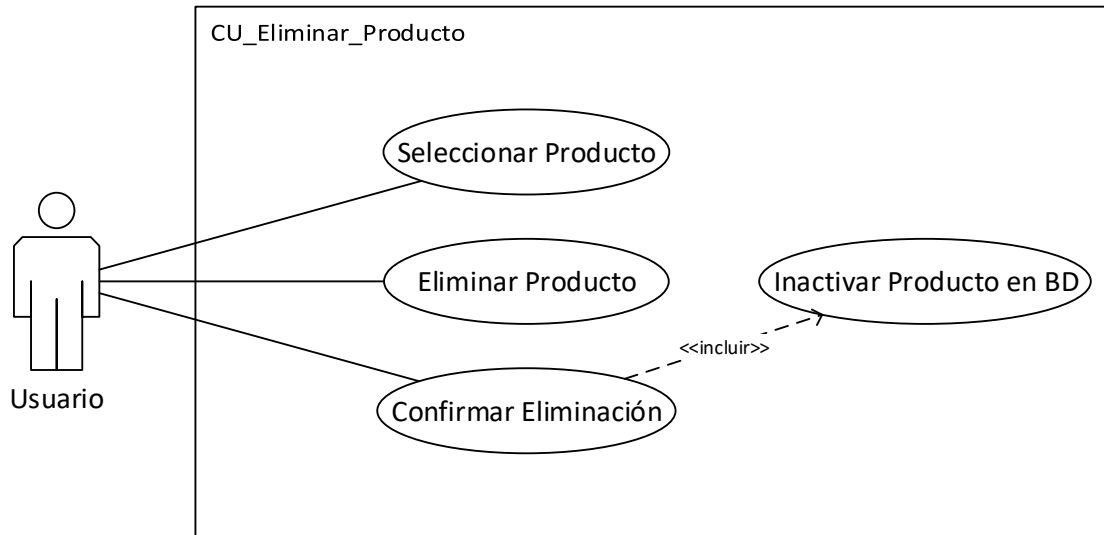 CU_Eliminar_Producto
Seleccionar Producto
Eliminar Producto
Inactivar Producto en BD
<<incluir>>
Confirmar Eliminación
Usuario